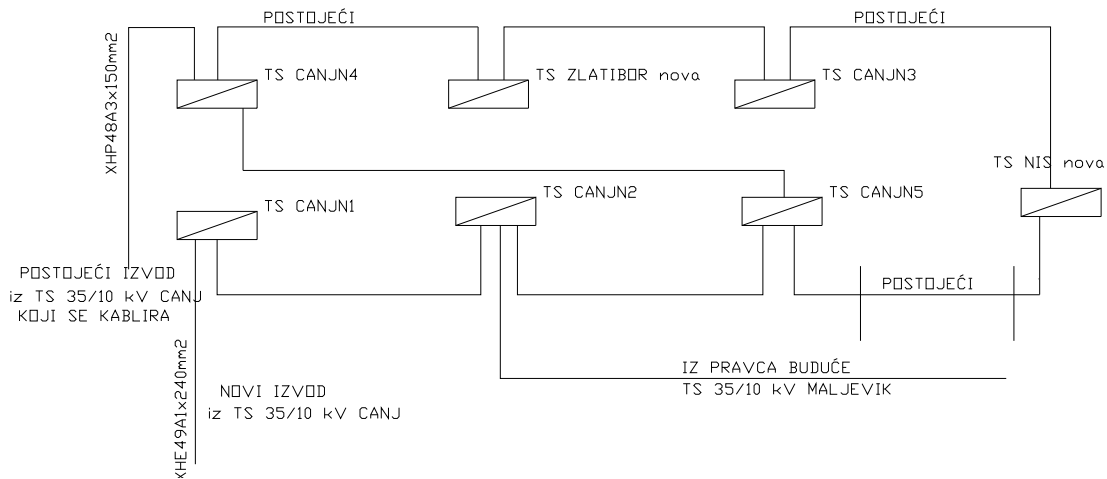 POSTOJEĆI
POSTOJEĆI
XHP48A3x150mm2
TS CANJN4
TS ZLATIBOR nova
TS CANJN3
TS NIS nova
TS CANJN1
TS CANJN2
TS CANJN5
POSTOJEĆI IZVOD
iz TS 35/10 kV CANJ
KOJI SE KABLIRA
POSTOJEĆI
XHE49A1x240mm2
NOVI IZVOD
iz TS 35/10 kV CANJ
IZ PRAVCA BUDUĆE
TS 35/10 kV MALJEVIK